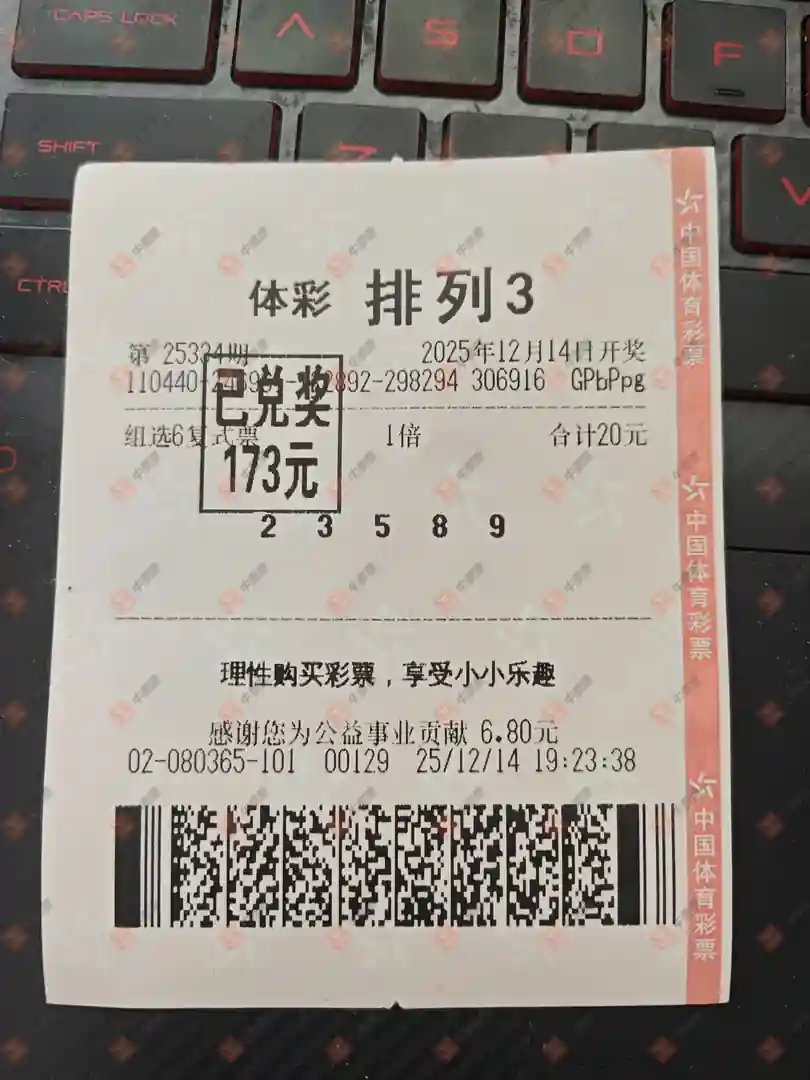 CAPS LOCK A S D F
SHIFT Z V
CTRL
体彩 排列3
第 25334期 2025年12月14日开奖
110440- -298294 306916 GPbPpg
已兑奖
组选6复式票 1倍 合计20元
173元
2 3 5 8 9
理性购买彩票，享受小小乐趣
感谢您为公益事业贡献 6.80元
02-080365-101 00129 25/12/14 19:23:38
中国体育彩票
中国体育彩票
中国体育彩票